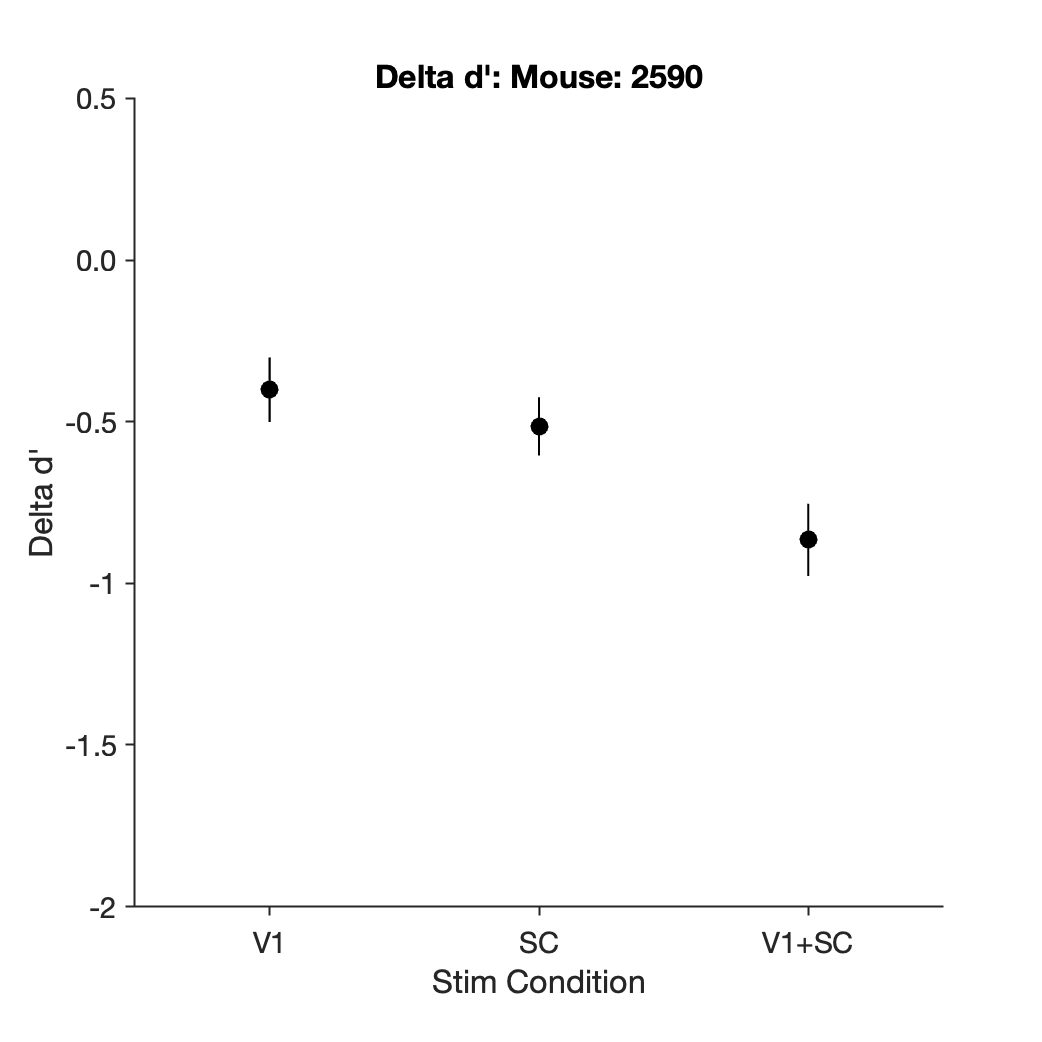 Delta d': Mouse: 2590
0.5
0.0
-0.5
-1
-1.5
-2
Delta d'
V1
SC
V1+SC
Stim Condition